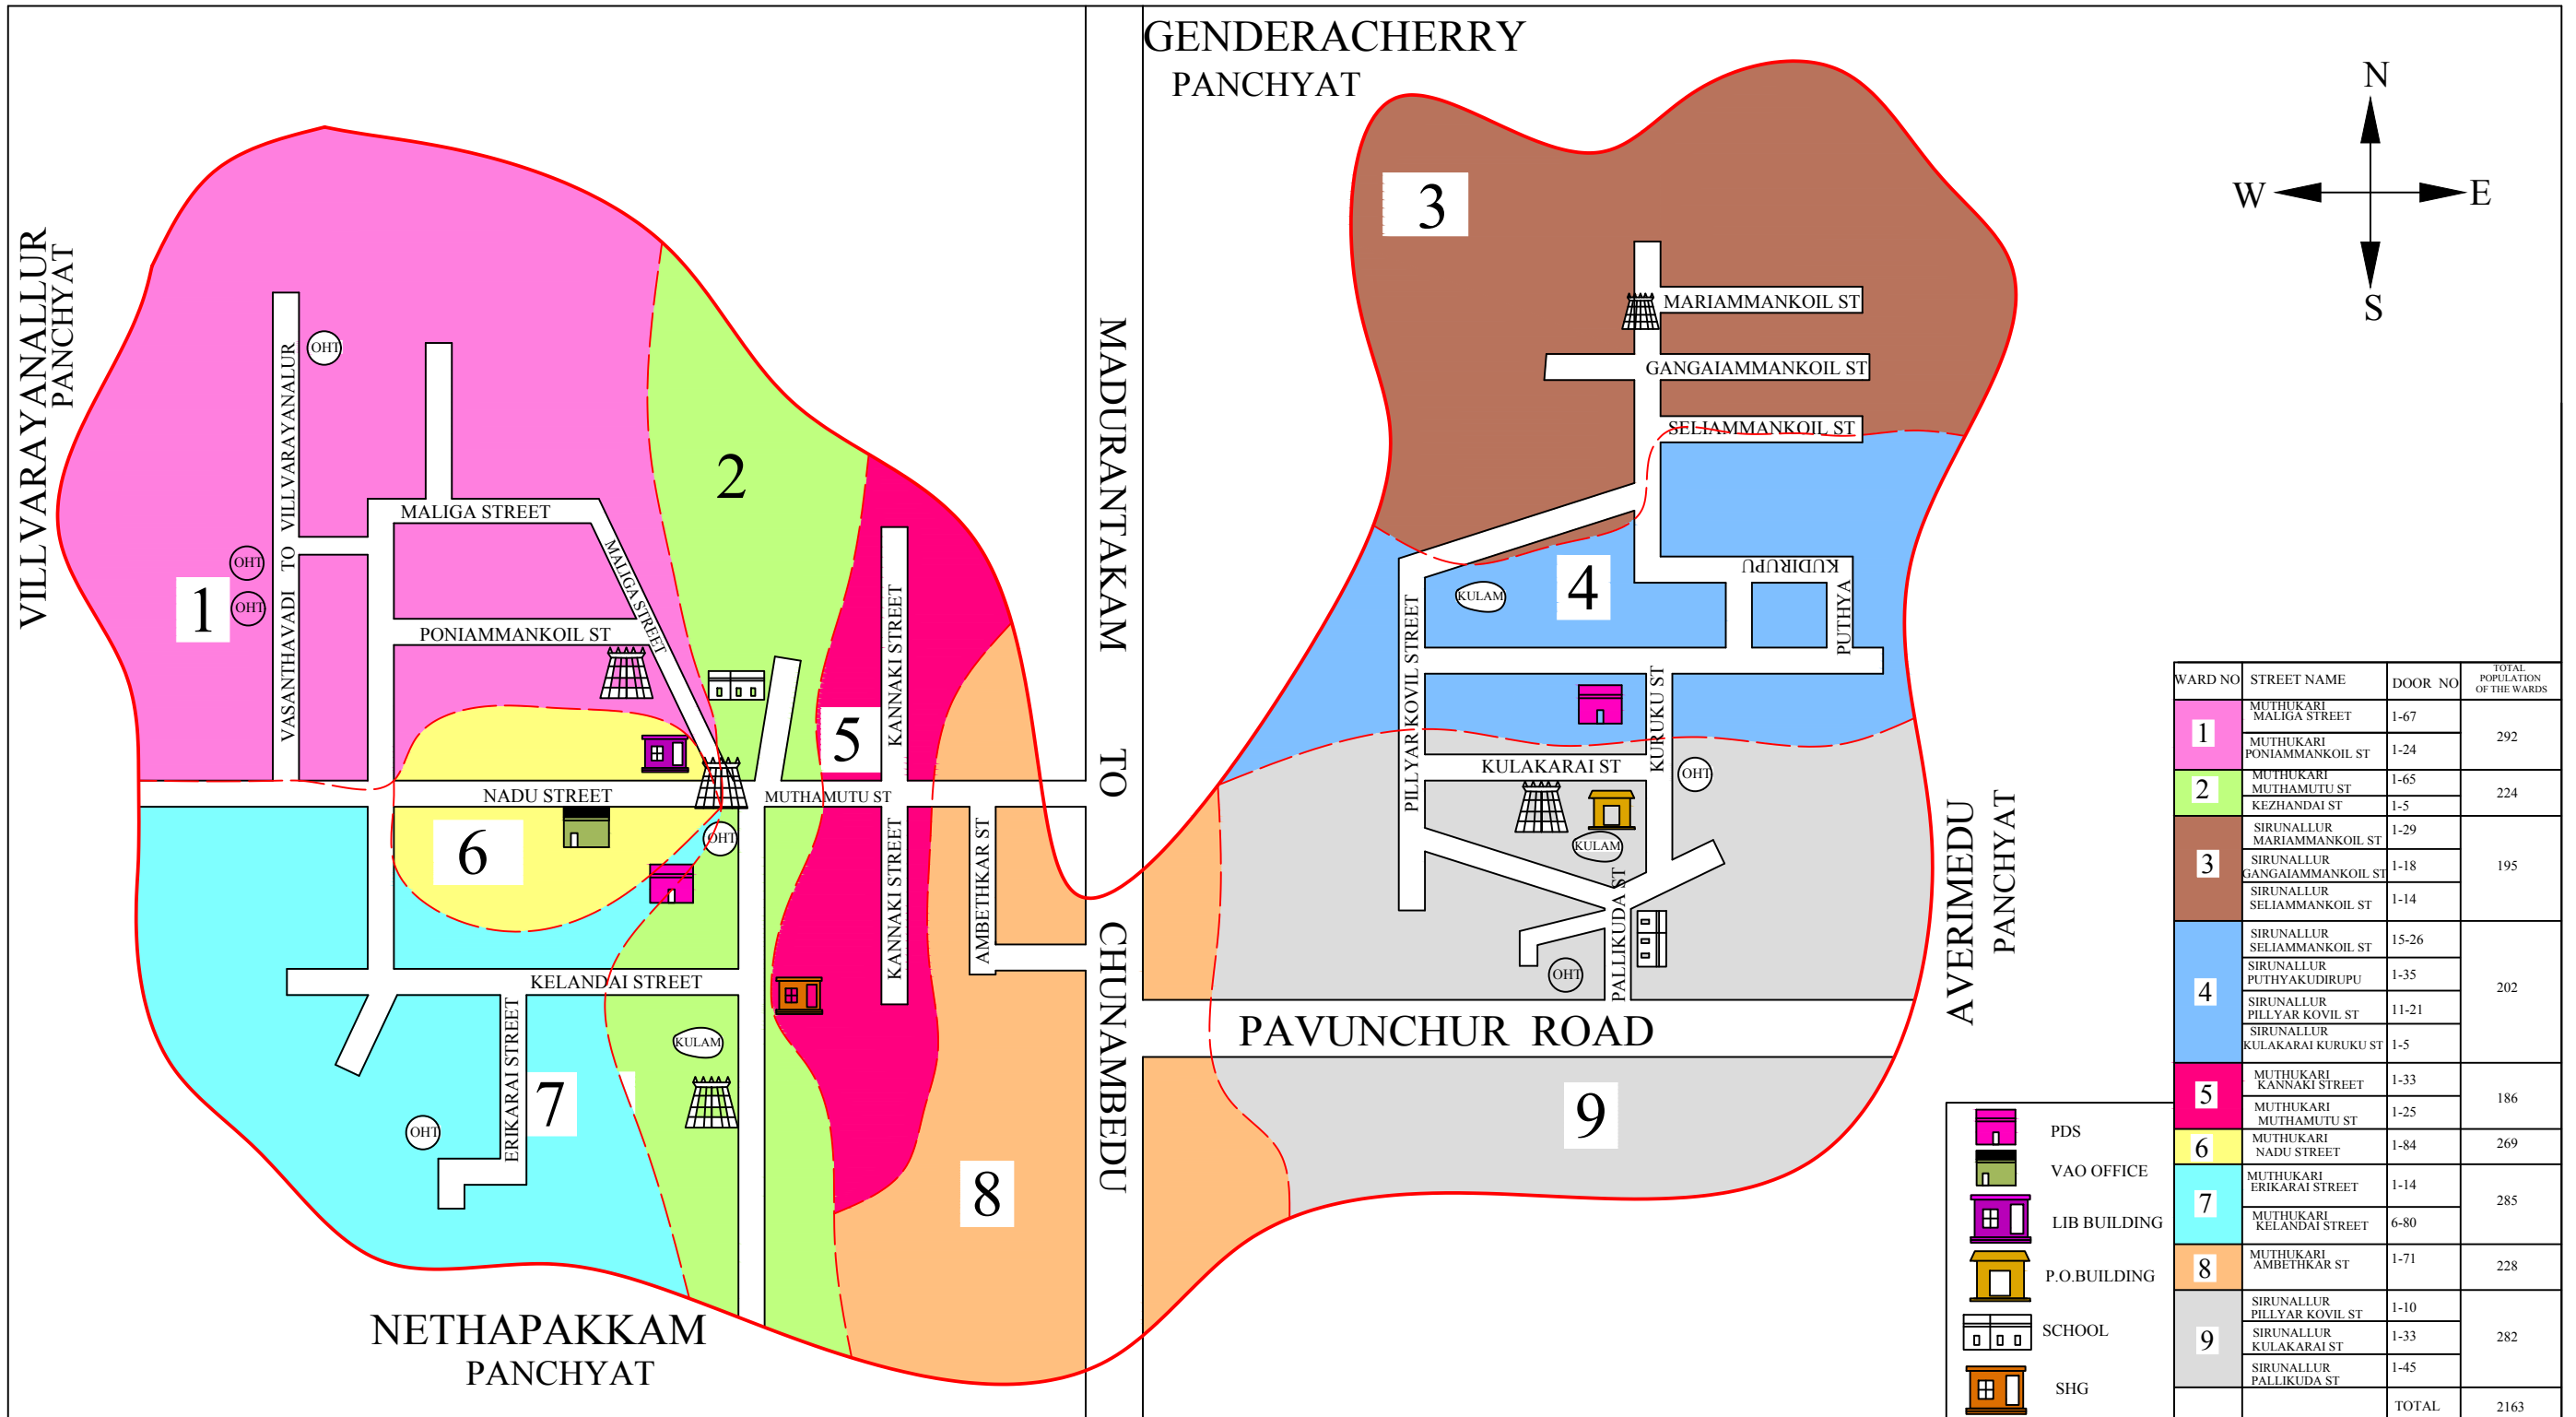 GENDERACHERRY
PANCHYAT
N
W
E
S
VILLVARAYANALLUR
PANCHYAT
MADURANTAKAM TO CHUNAMBEDU
AVERIMEDU
PANCHYAT
NETHAPAKKAM
PANCHYAT
1
VASANTHAVADI TO VILLVARAYANALUR
OHT
OHT
OHT
MALIGA STREET
MALIGA STREET
PONIAMMANKOIL ST
2
5
KANNAKI STREET
NADU STREET
MUTHAMUTU ST
6
OHT
KANNAKI STREET
AMBETHKAR ST
KELANDAI STREET
ERIKARAI STREET
7
OHT
KULAM
8
3
MARIAMMANKOIL ST
GANGAIAMMANKOIL ST
SELIAMMANKOIL ST
4
KULAM
KUDIRUPU
PUTHYA
PILLYARKOVIL STREET
KURUKU ST
KULAKARAI ST
OHT
KULAM
PALLIKUDA ST
OHT
PAVUNCHUR ROAD
9
PDS
VAO OFFICE
LIB BUILDING
P.O.BUILDING
SCHOOL
SHG
WARD NO STREET NAME DOOR NO TOTAL
POPULATION
OF THE WARDS
1 MUTHUKARI
MALIGA STREET 1-67 292
MUTHUKARI
PONIAMMANKOIL ST 1-24
2 MUTHUKARI
MUTHAMUTU ST 1-65 224
KEZHANDAI ST 1-5
3 SIRUNALLUR
MARIAMMANKOIL ST 1-29 195
SIRUNALLUR
GANGAIAMMANKOIL ST 1-18
SIRUNALLUR
SELIAMMANKOIL ST 1-14
4 SIRUNALLUR
SELIAMMANKOIL ST 15-26 202
SIRUNALLUR
PUTHYAKUDIRUPU 1-35
SIRUNALLUR
PILLYAR KOVIL ST 11-21
SIRUNALLUR
KULAKARAI KURUKU ST 1-5
5 MUTHUKARI
KANNAKI STREET 1-33 186
MUTHUKARI
MUTHAMUTU ST 1-25
6 MUTHUKARI
NADU STREET 1-84 269
7 MUTHUKARI
ERIKARAI STREET 1-14 285
MUTHUKARI
KELANDAI STREET 6-80
8 MUTHUKARI
AMBETHKAR ST 1-71 228
9 SIRUNALLUR
PILLYAR KOVIL ST 1-10 282
SIRUNALLUR
KULAKARAI ST 1-33
SIRUNALLUR
PALLIKUDA ST 1-45
TOTAL 2163